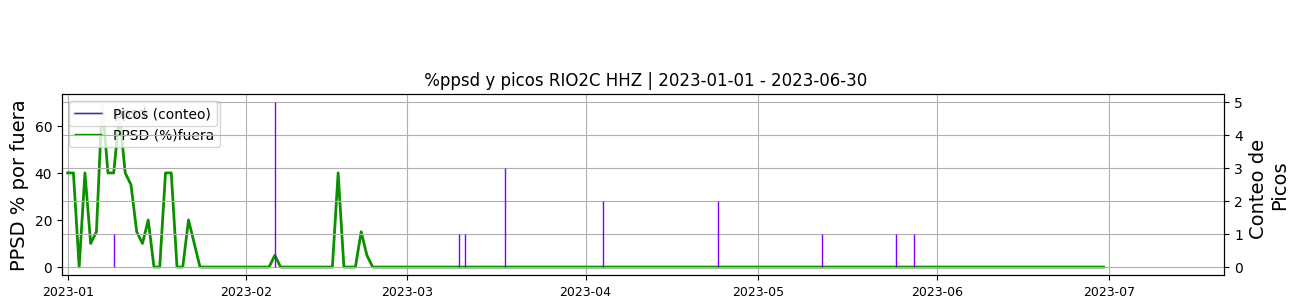 %ppsd y picos RIO2C HHZ | 2023-01-01 - 2023-06-30
PPSD % por fuera
60
40
20
0
Picos (conteo)
PPSD (%)fuera
5
4
3
2
1
0
Conteo de
Picos
2023-01
2023-02
2023-03
2023-04
2023-05
2023-06
2023-07